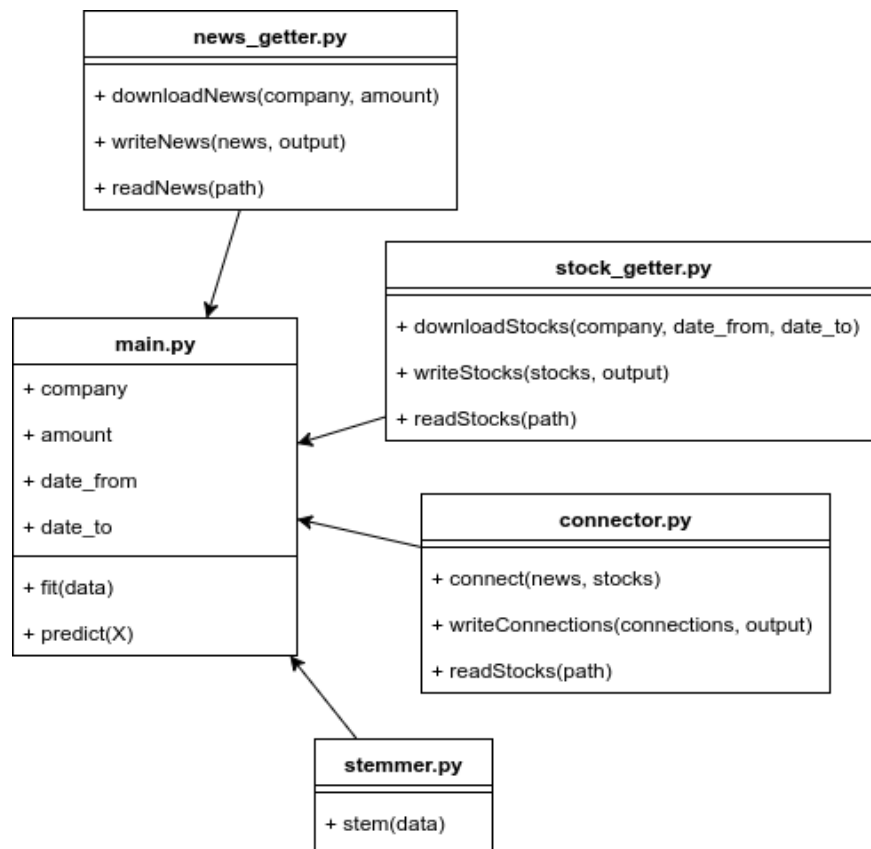 news_getter.py
+ downloadNews(company, amount)
+ writeNews(news, output)
+ readNews(path)
stock_getter.py
+ downloadStocks(company, date_from, date_to)
+ writeStocks(stocks, output)
+ readStocks(path)
main.py
+ company
+ amount
+ date_from
+ date_to
+ fit(data)
+ predict(X)
connector.py
+ connect(news, stocks)
+ writeConnections(connections, output)
+ readStocks(path)
stemmer.py
+ stem(data)